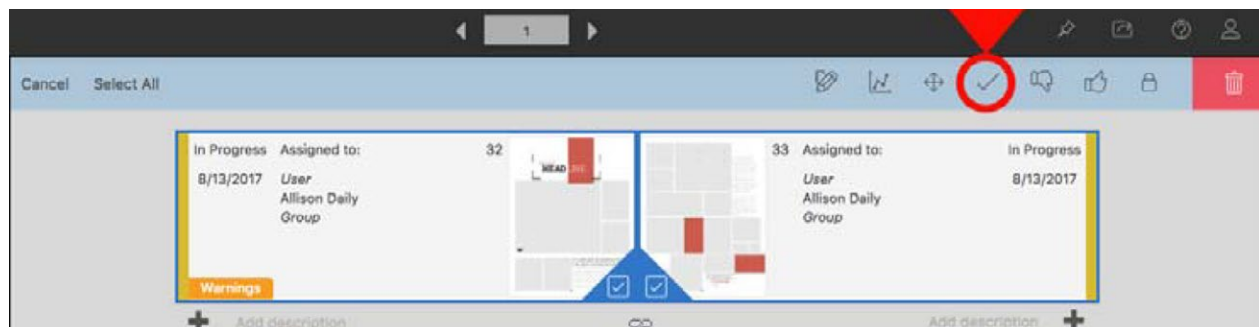 1
Cancel Select All
In Progress Assigned to: 32
8/13/2017 User
Allison Daily
Group
Warnings
HEAD
33 Assigned to: In Progress
User 8/13/2017
Allison Daily
Group
Add description
Add description